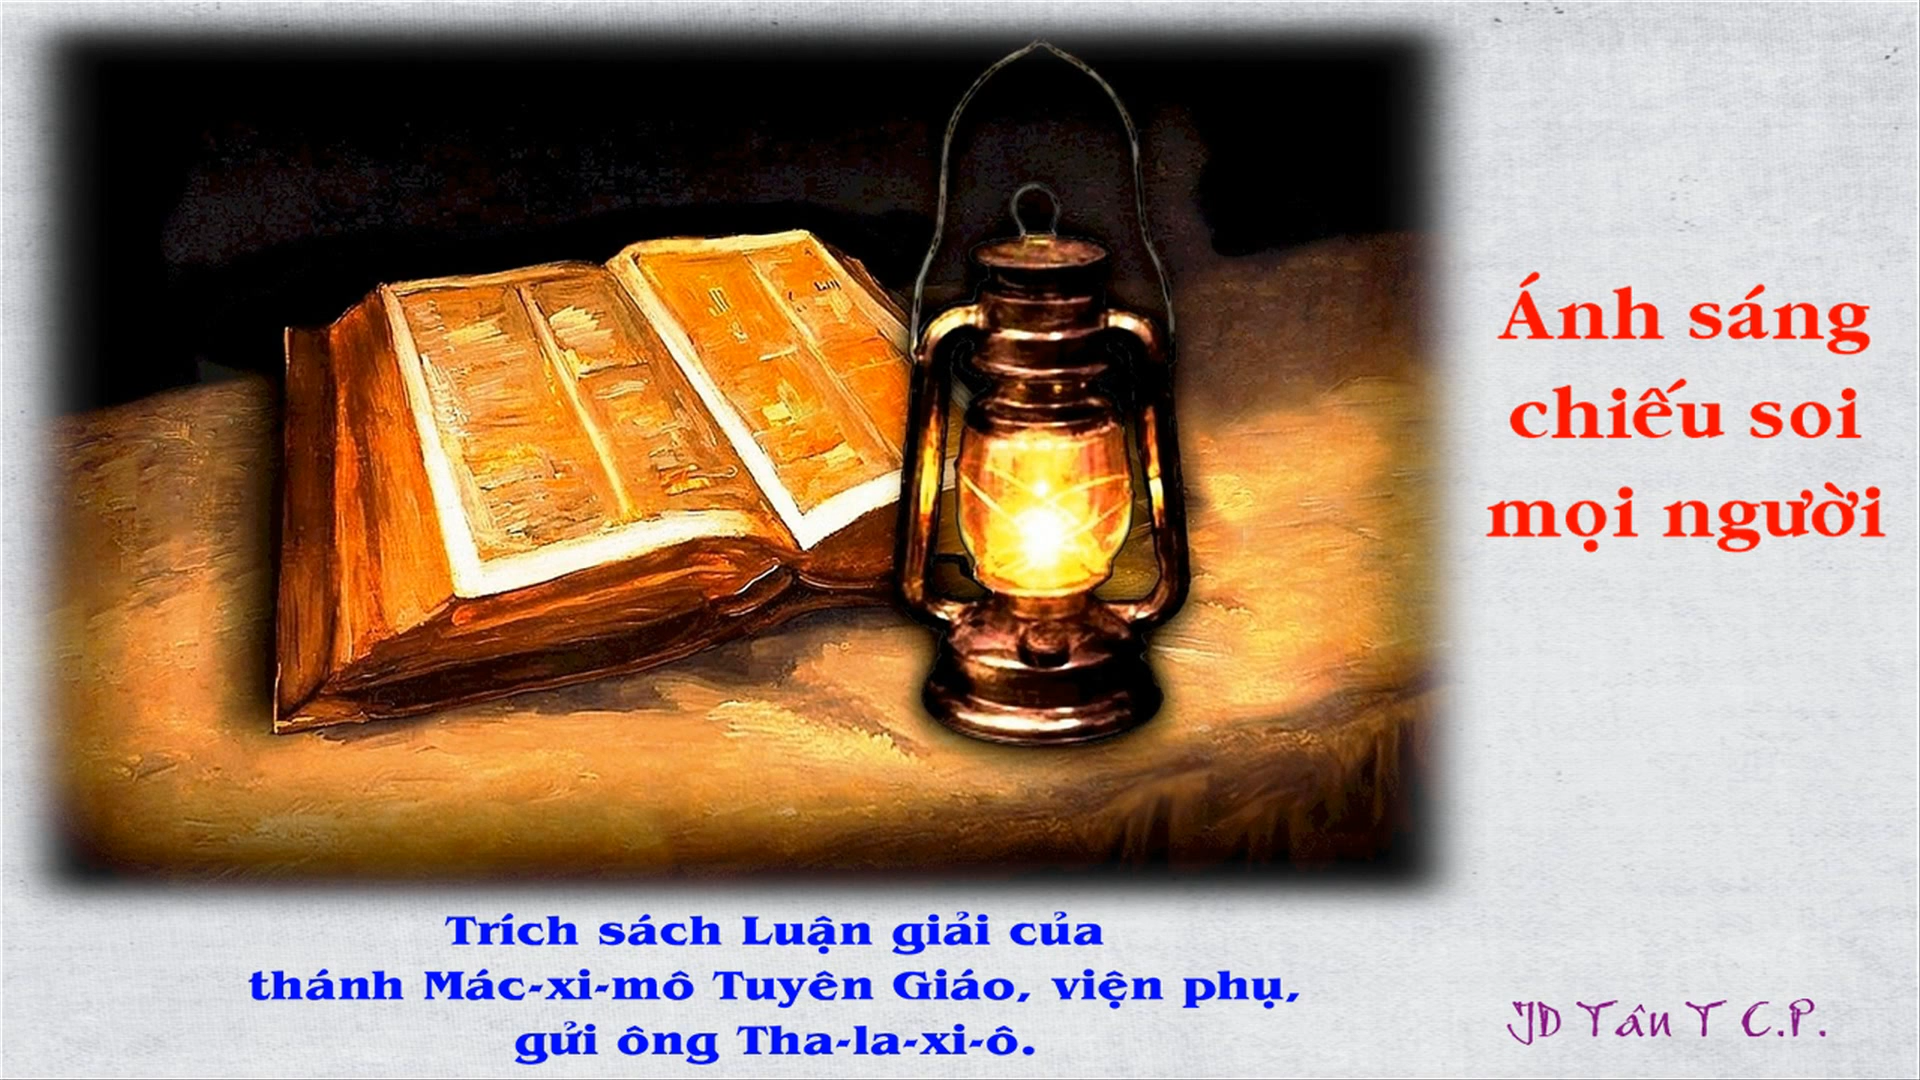 Ánh sáng
chiếu soi
mọi người
Trích sách Luận giải của
thánh Mác-xi-mô Tuyên Giáo, viện phụ,
gửi ông Tha-la-xi-ô.
JD Tân T C.P.